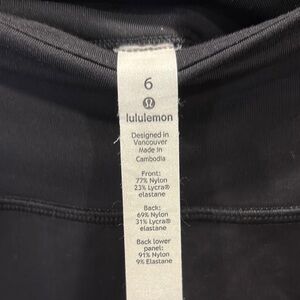 6
lululemon
Designed in
Vancouver
Made in
Cambodia
Front:
77% Nylon
23% Lycra®
elastane
Back:
69% Nylon
31% Lycra®
elastane
Back lower
panel:
91% Nylon
9% Elastane